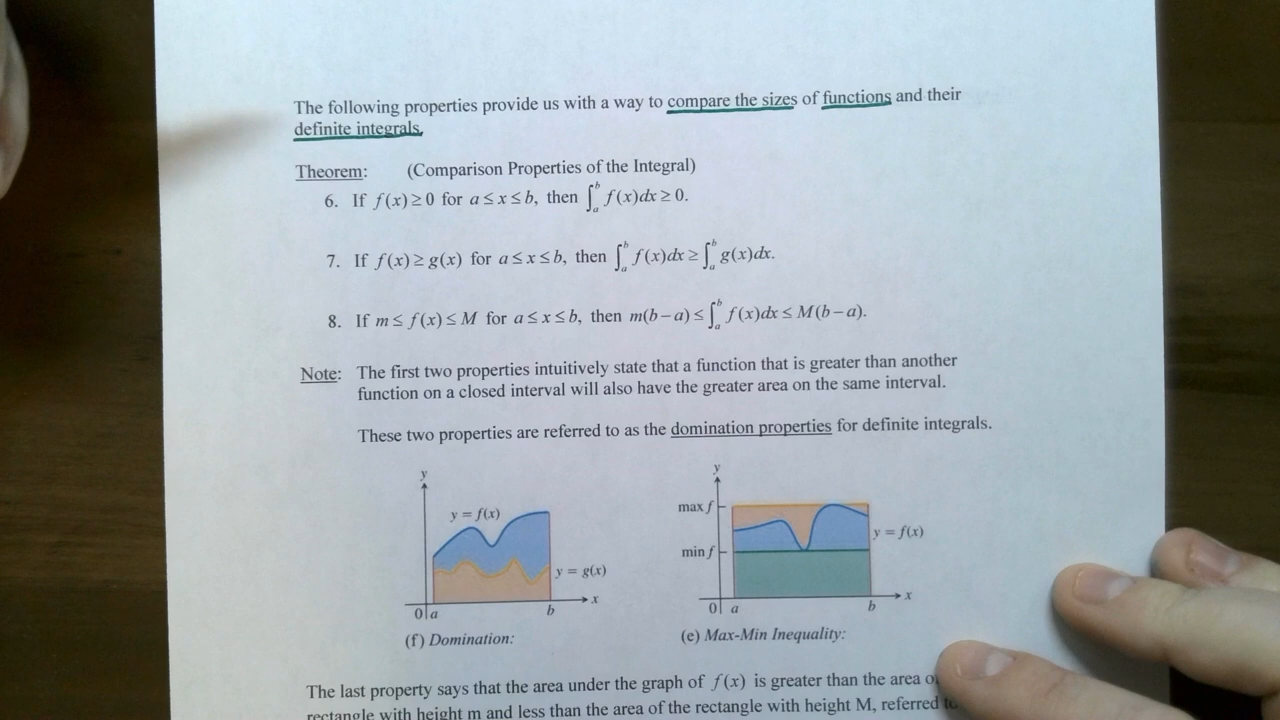 The following properties provide us with a way to compare the sizes of functions and their
definite integrals.
Theorem: (Comparison Properties of the Integral)
6. If f(x) ≥ 0 for a ≤ x ≤ b, then ∫_a^b f(x)dx ≥ 0.
7. If f(x) ≥ g(x) for a ≤ x ≤ b, then ∫_a^b f(x)dx ≥ ∫_a^b g(x)dx.
8. If m ≤ f(x) ≤ M for a ≤ x ≤ b, then m(b−a) ≤ ∫_a^b f(x)dx ≤ M(b−a).
Note: The first two properties intuitively state that a function that is greater than another
function on a closed interval will also have the greater area on the same interval.
These two properties are referred to as the domination properties for definite integrals.
y
y = f(x)
y = g(x)
x
0 a b
(f) Domination:
y
max f
y = f(x)
min f
x
0 a b
(e) Max-Min Inequality:
The last property says that the area under the graph of f(x) is greater than the area
rectangle with height m and less than the area of the rectangle with height M, referred